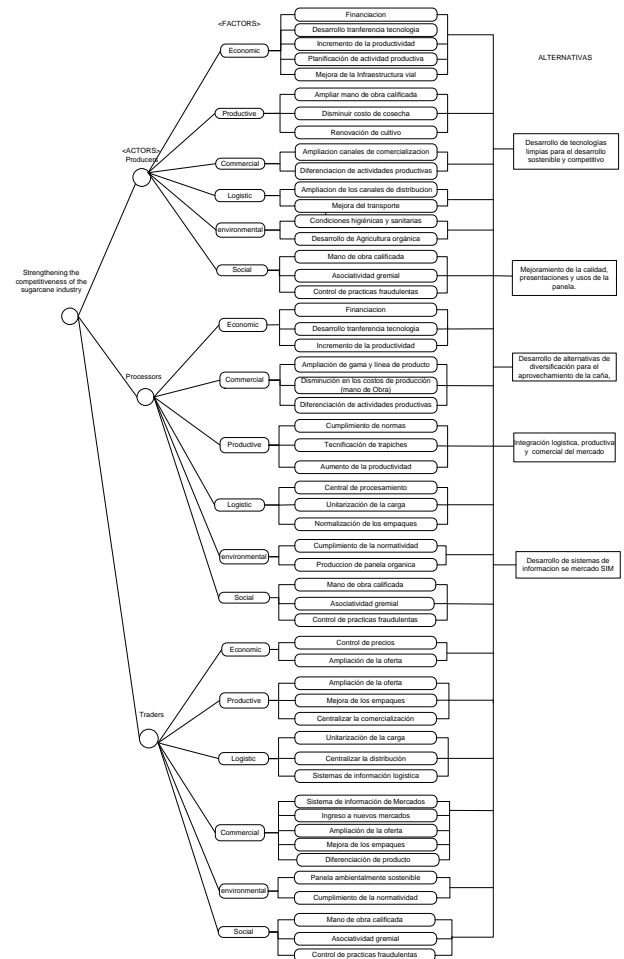 <FACTORS>
ALTERNATIVAS
<ACTORS>
Producers
Strengthening the
competitiveness of the
sugarcane industry
Economic
Financiacion
Desarrollo tranferencia tecnologia
Incremento de la productividad
Planificación de actividad productiva
Mejora de la Infraestructura vial
Productive
Ampliar mano de obra calificada
Disminuir costo de cosecha
Renovación de cultivo
Commercial
Ampliacion canales de comercializacion
Diferenciacion de actividades productivas
Logistic
Ampliacion de los canales de distribucion
Mejora del transporte
environmental
Condiciones higiénicas y sanitarias
Desarrollo de Agricultura orgánica
Social
Mano de obra calificada
Asociatividad gremial
Control de practicas fraudulentas
Processors
Economic
Financiacion
Desarrollo tranferencia tecnologia
Incremento de la productividad
Commercial
Ampliación de gama y línea de producto
Disminución en los costos de producción
(mano de Obra)
Diferenciación de actividades productivas
Productive
Cumplimiento de normas
Tecnificación de trapiches
Aumento de la productividad
Logistic
Central de procesamiento
Unitarización de la carga
Normalización de los empaques
environmental
Cumplimiento de la normatividad
Produccion de panela organica
Social
Mano de obra calificada
Asociatividad gremial
Control de practicas fraudulentas
Traders
Economic
Control de precios
Ampliación de la oferta
Productive
Ampliación de la oferta
Mejora de los empaques
Centralizar la comercialización
Logistic
Unitarización de la carga
Centralizar la distribución
Sistemas de información logistica
Commercial
Sistema de información de Mercados
Ingreso a nuevos mercados
Ampliación de la oferta
Mejora de los empaques
Diferenciación de producto
environmental
Panela ambientalmente sostenible
Cumplimiento de la normatividad
Social
Mano de obra calificada
Asociatividad gremial
Control de practicas fraudulentas
Desarrollo de tecnologías
limpias para el desarrollo
sostenible y competitivo
Mejoramiento de la calidad,
presentaciones y usos de la
panela.
Desarrollo de alternativas de
diversificación para el
aprovechamiento de la caña,
Integración logistica, productiva
y comercial del mercado
Desarrollo de sistemas de
informacion se mercado SIM